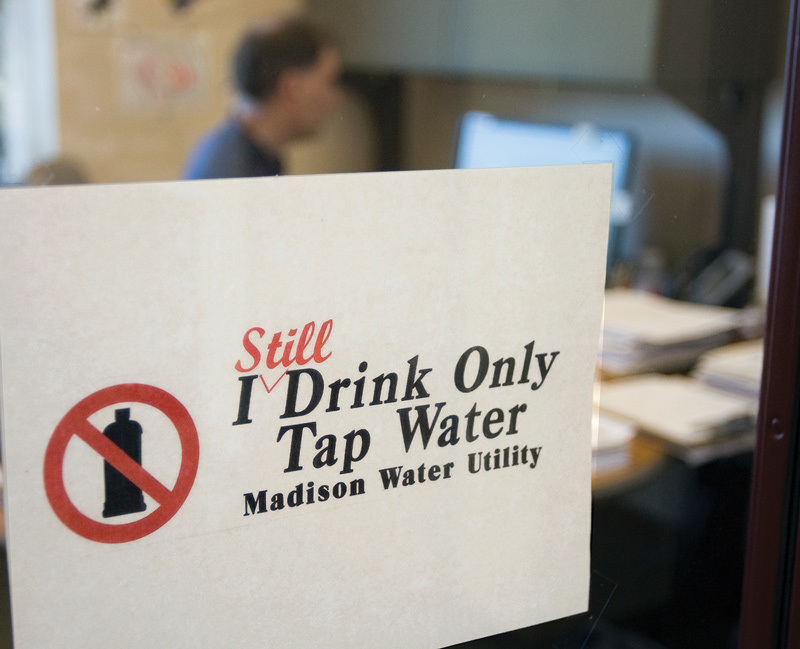 Still
I Drink Only
Tap Water
Madison Water Utility